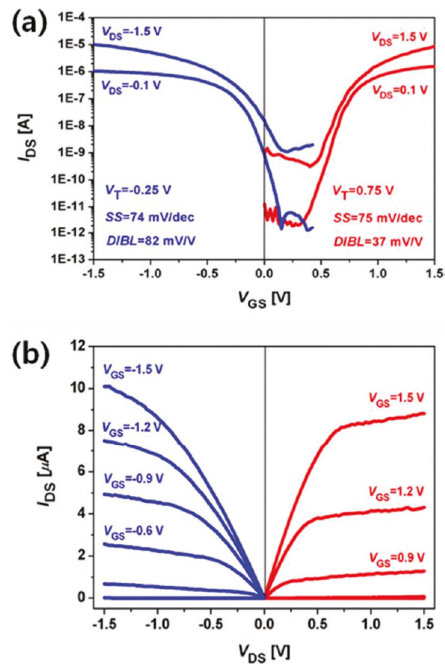 (a)
1E-4
1E-5
1E-6
1E-7
1E-8
1E-9
1E-10
1E-11
1E-12
1E-13
I_DS [A]
V_DS=-1.5 V
V_DS=-0.1 V
V_DS=1.5 V
V_DS=0.1 V
V_T=-0.25 V
SS=74 mV/dec
DIBL=82 mV/V
V_T=0.75 V
SS=75 mV/dec
DIBL=37 mV/V
-1.5 -1.0 -0.5 0.0 0.5 1.0 1.5
V_GS [V]
(b)
12
10
8
6
4
2
0
I_DS [μA]
V_GS=-1.5 V
V_GS=-1.2 V
V_GS=-0.9 V
V_GS=-0.6 V
V_GS=1.5 V
V_GS=1.2 V
V_GS=0.9 V
-1.5 -1.0 -0.5 0.0 0.5 1.0 1.5
V_DS [V]